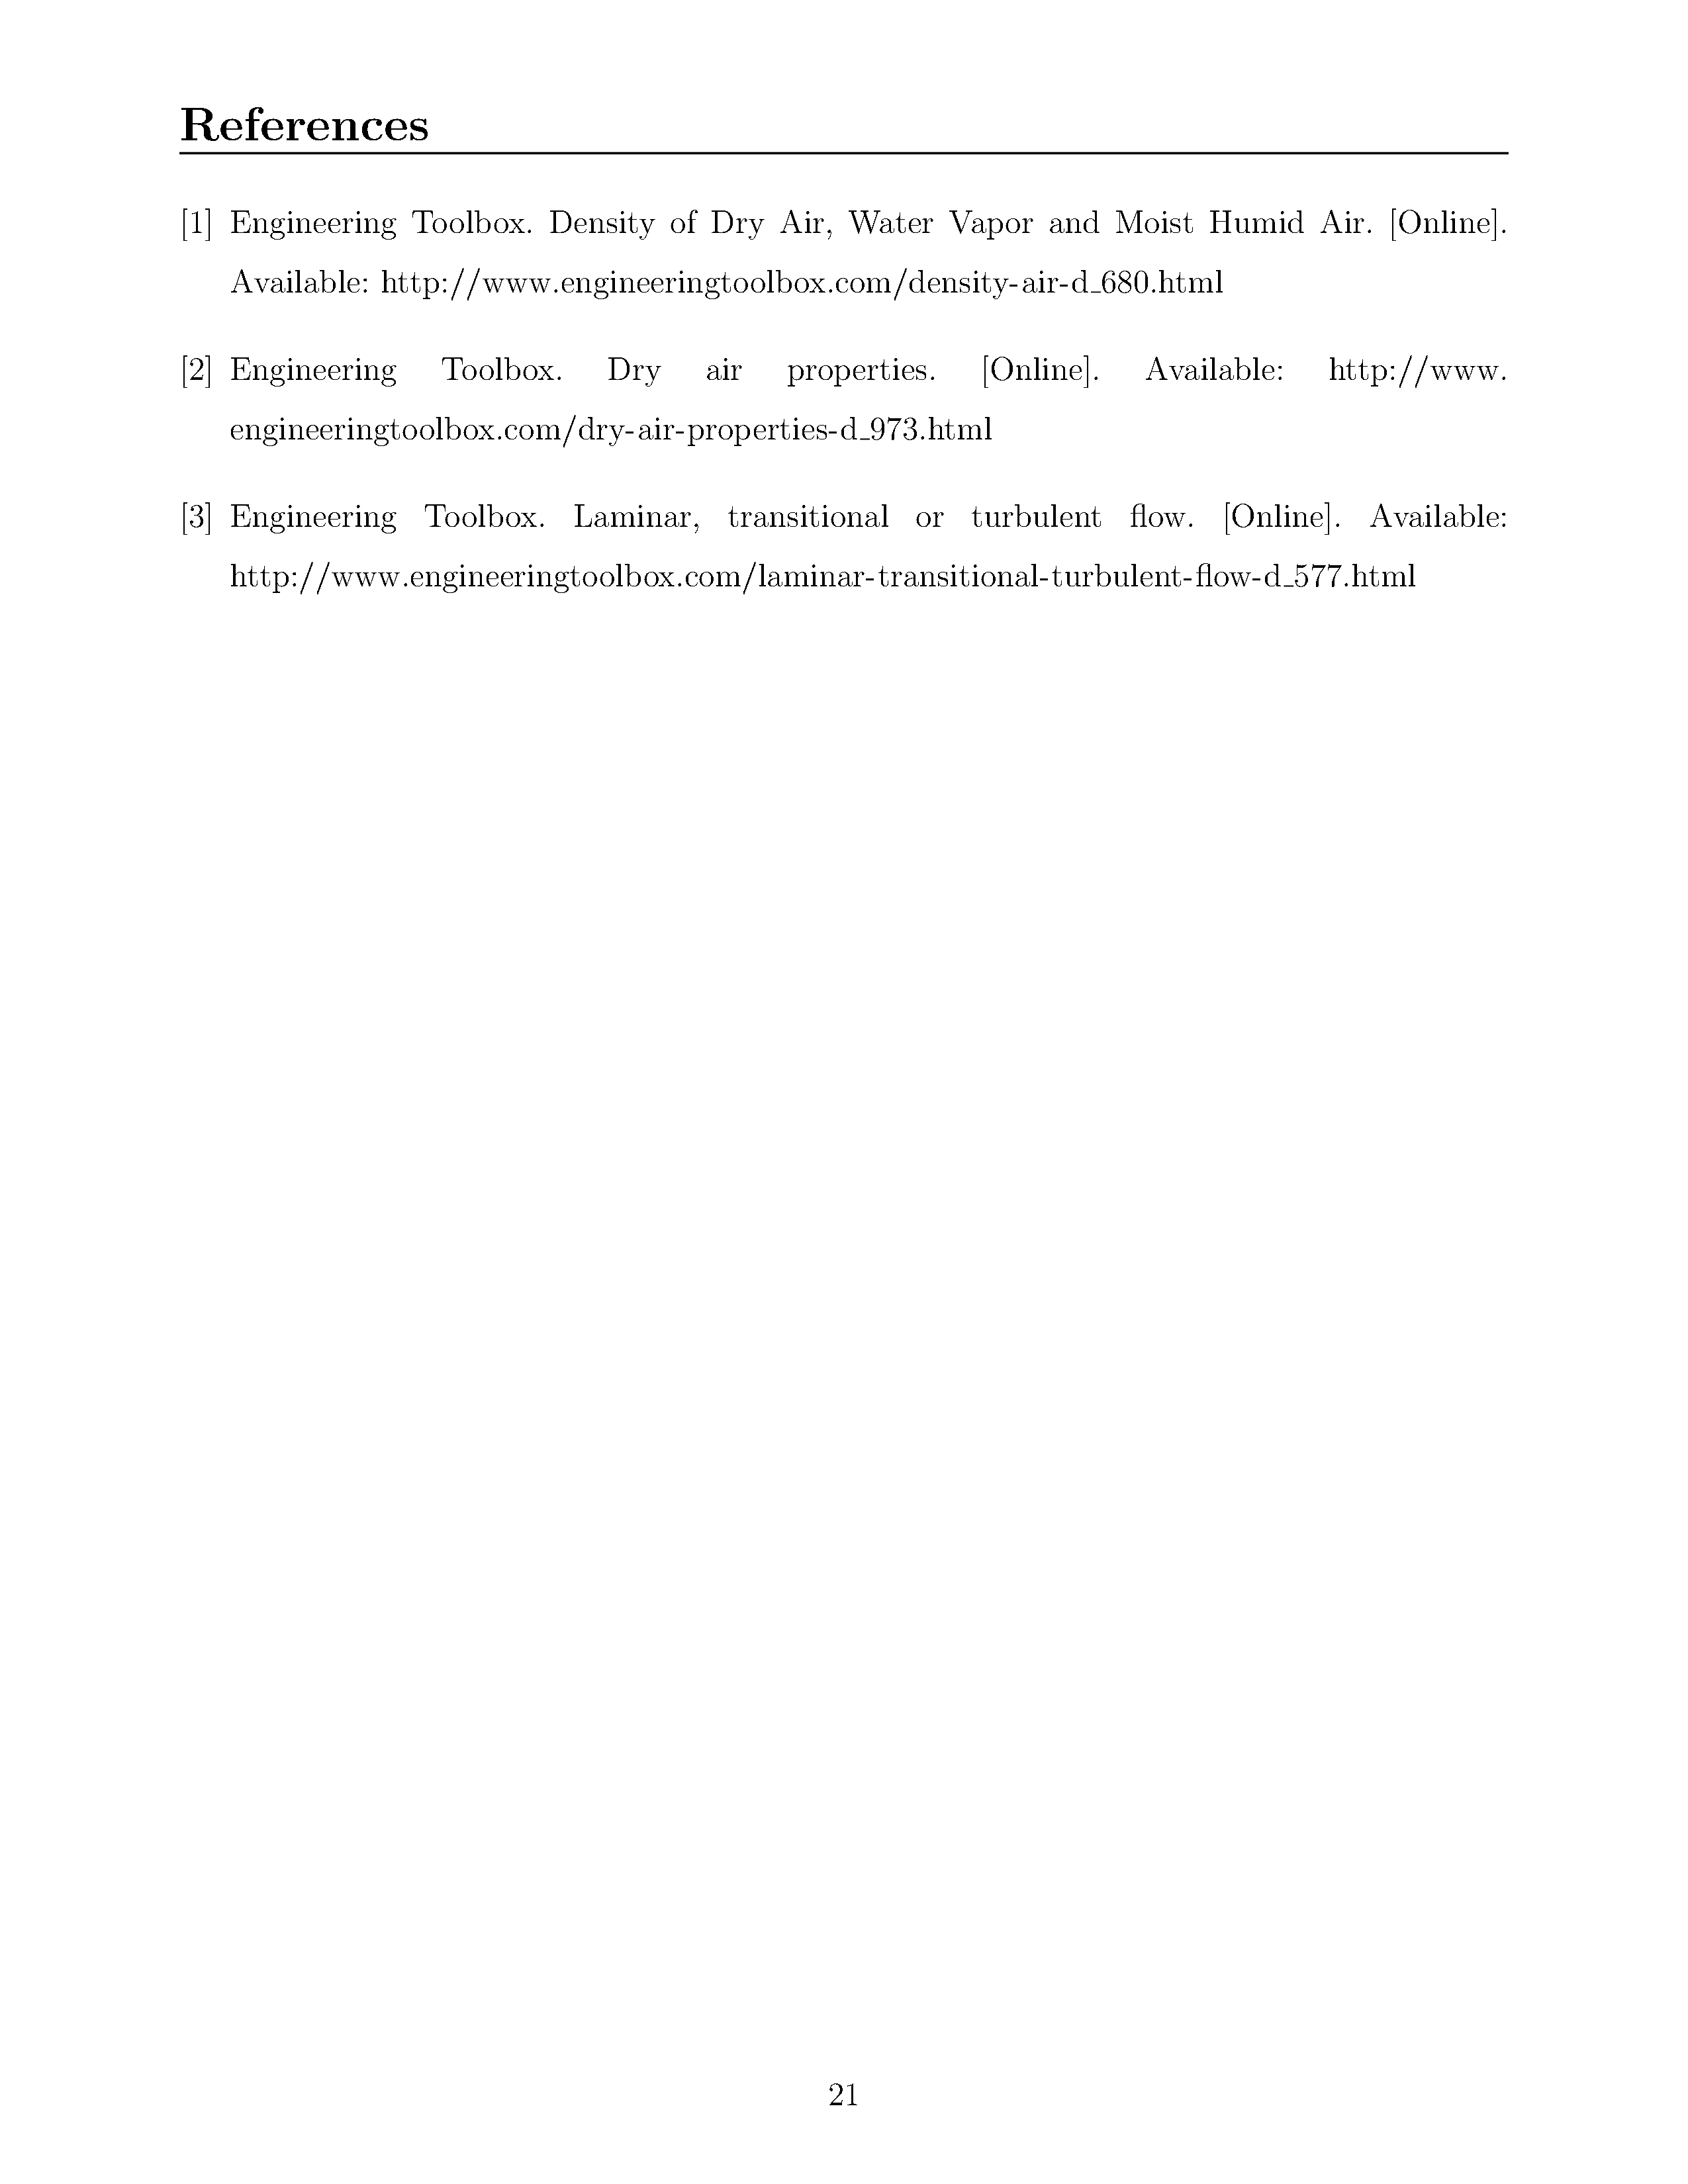 References
[1] Engineering Toolbox. Density of Dry Air, Water Vapor and Moist Humid Air. [Online].
Available: http://www.engineeringtoolbox.com/density-air-d_680.html
[2] Engineering Toolbox. Dry air properties. [Online]. Available: http://www.
engineeringtoolbox.com/dry-air-properties-d_973.html
[3] Engineering Toolbox. Laminar, transitional or turbulent flow. [Online]. Available:
http://www.engineeringtoolbox.com/laminar-transitional-turbulent-flow-d_577.html
21